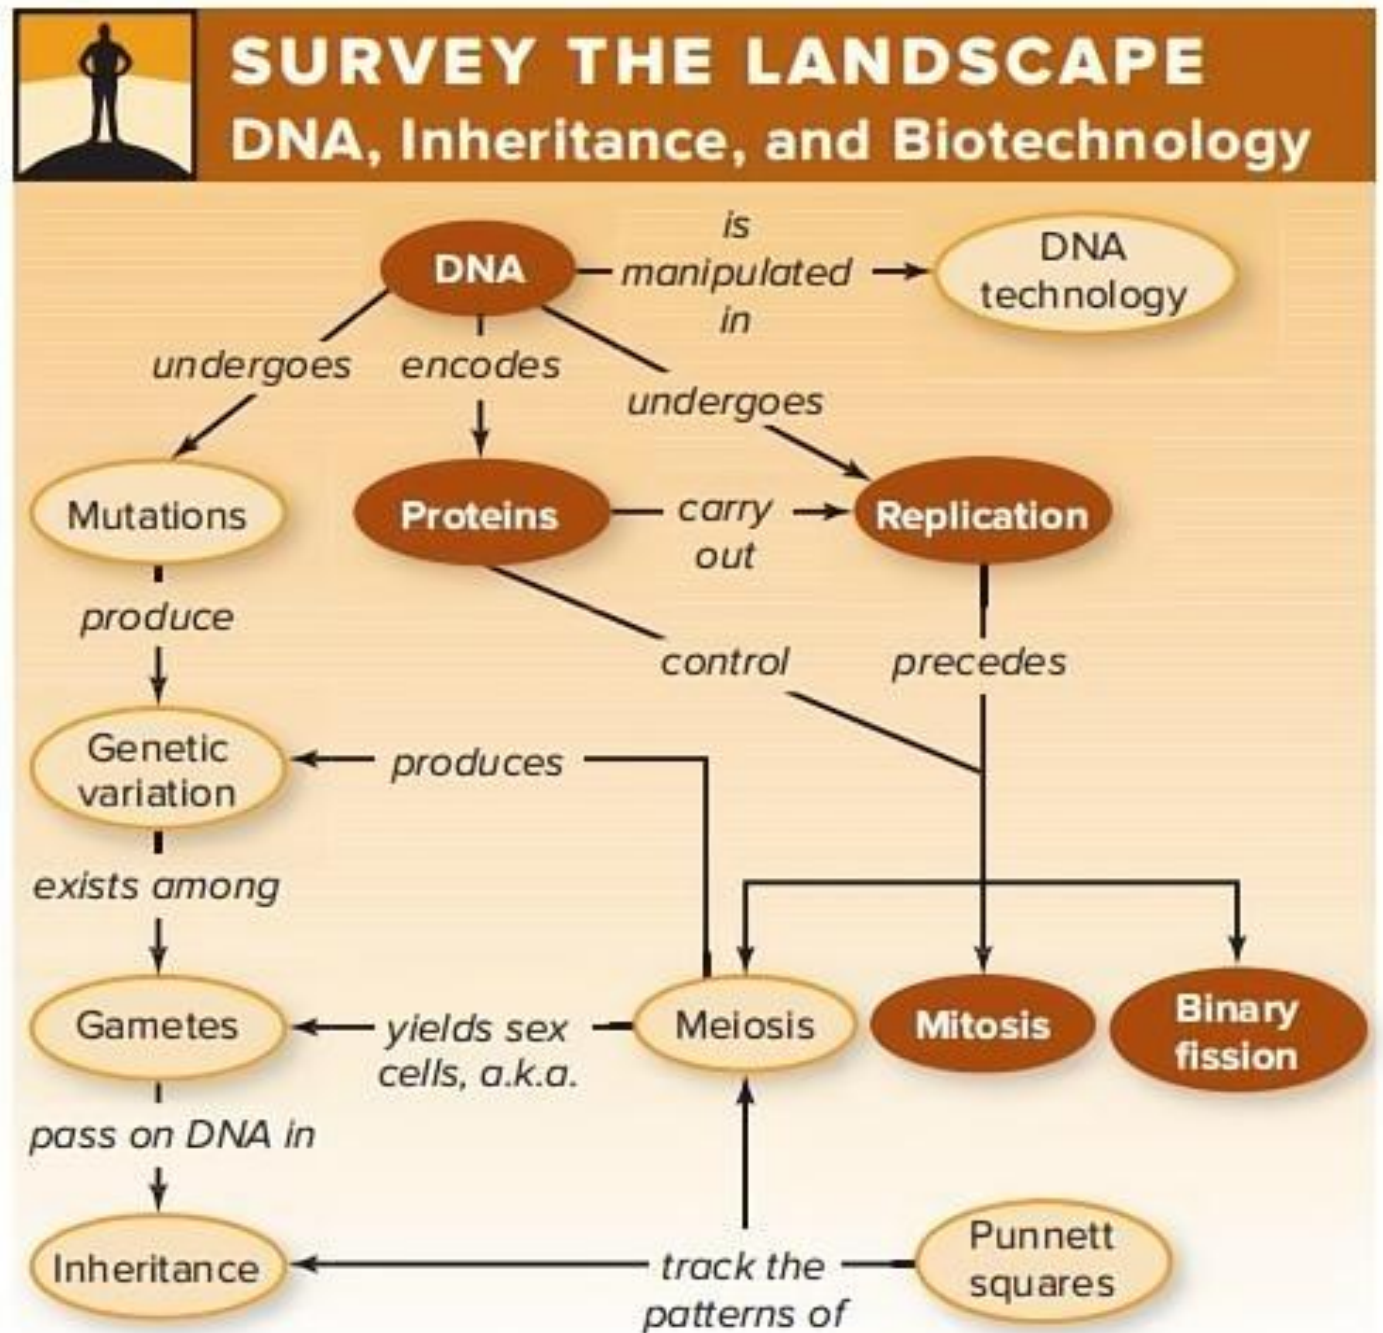 SURVEY THE LANDSCAPE
DNA, Inheritance, and Biotechnology
DNA
is
manipulated
in
DNA
technology
undergoes
encodes
undergoes
Mutations
Proteins
carry
out
Replication
produce
control
precedes
Genetic
variation
produces
exists among
Gametes
yields sex
cells, a.k.a.
Meiosis
Mitosis
Binary
fission
pass on DNA in
Inheritance
track the
patterns of
Punnett
squares